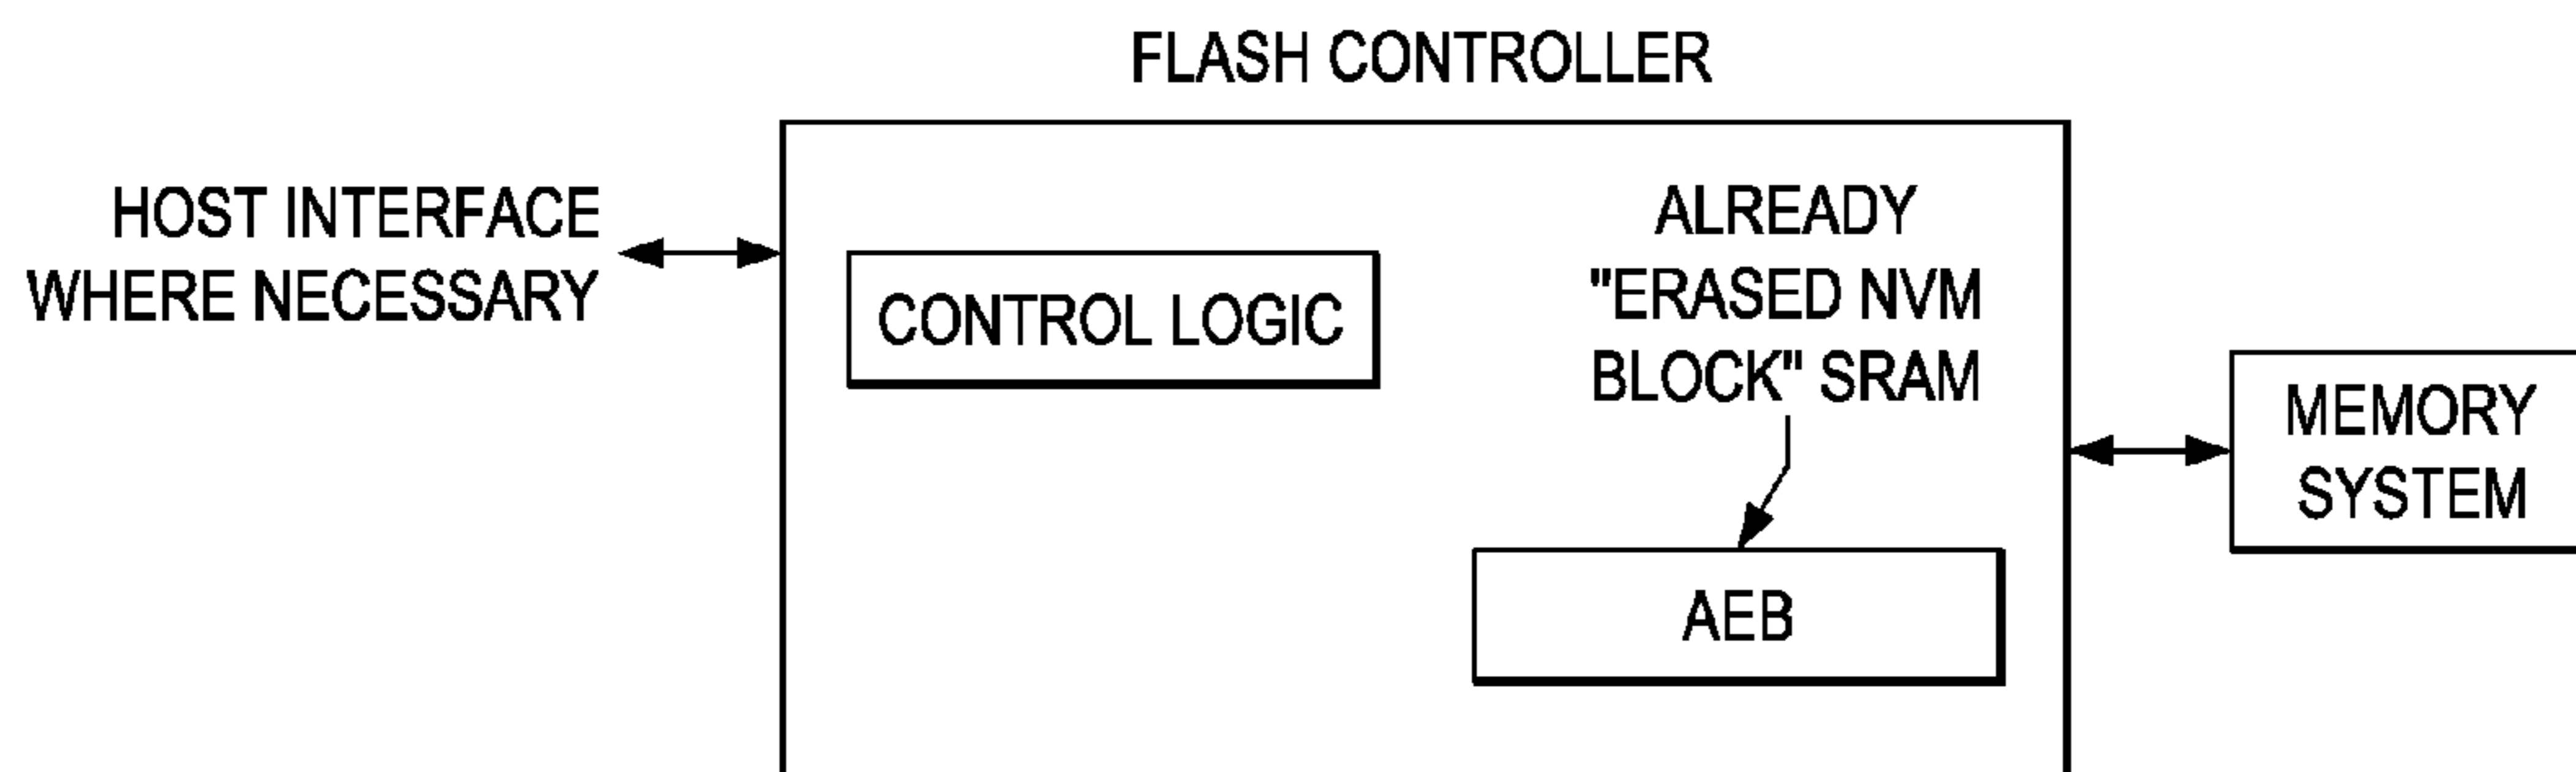 FLASH CONTROLLER
HOST INTERFACE
WHERE NECESSARY
CONTROL LOGIC
ALREADY
"ERASED NVM
BLOCK" SRAM
AEB
MEMORY
SYSTEM